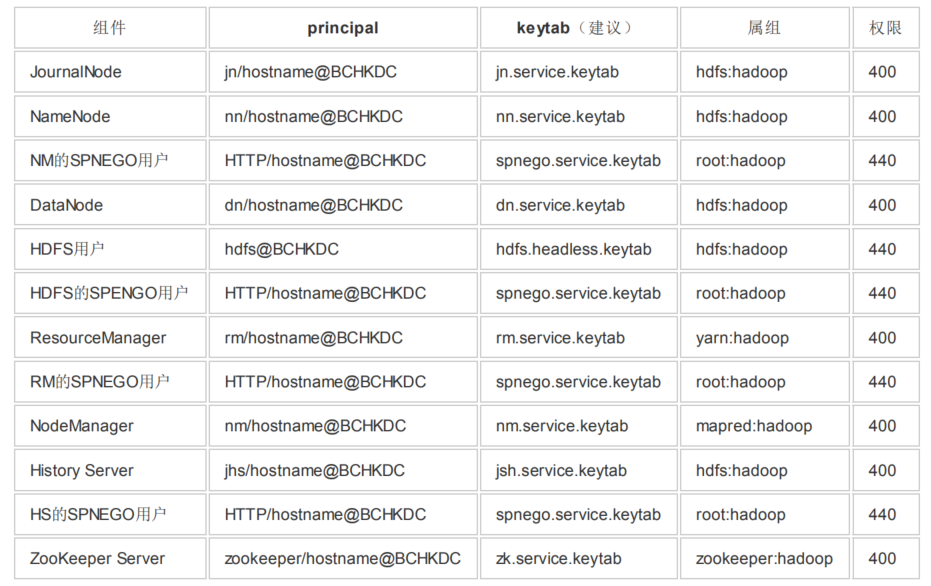 组件 principal keytab（建议） 属组 权限
JournalNode jn/hostname@BCHKDC jn.service.keytab hdfs:hadoop 400
NameNode nn/hostname@BCHKDC nn.service.keytab hdfs:hadoop 400
NM的SPNEGO用户 HTTP/hostname@BCHKDC spnego.service.keytab root:hadoop 440
DataNode dn/hostname@BCHKDC dn.service.keytab hdfs:hadoop 400
HDFS用户 hdfs@BCHKDC hdfs.headless.keytab hdfs:hadoop 440
HDFS的SPENGO用户 HTTP/hostname@BCHKDC spnego.service.keytab root:hadoop 440
ResourceManager rm/hostname@BCHKDC rm.service.keytab yarn:hadoop 400
RM的SPNEGO用户 HTTP/hostname@BCHKDC spnego.service.keytab root:hadoop 440
NodeManager nm/hostname@BCHKDC nm.service.keytab mapred:hadoop 400
History Server jhs/hostname@BCHKDC jsh.service.keytab hdfs:hadoop 400
HS的SPNEGO用户 HTTP/hostname@BCHKDC spnego.service.keytab root:hadoop 440
ZooKeeper Server zookeeper/hostname@BCHKDC zk.service.keytab zookeeper:hadoop 400